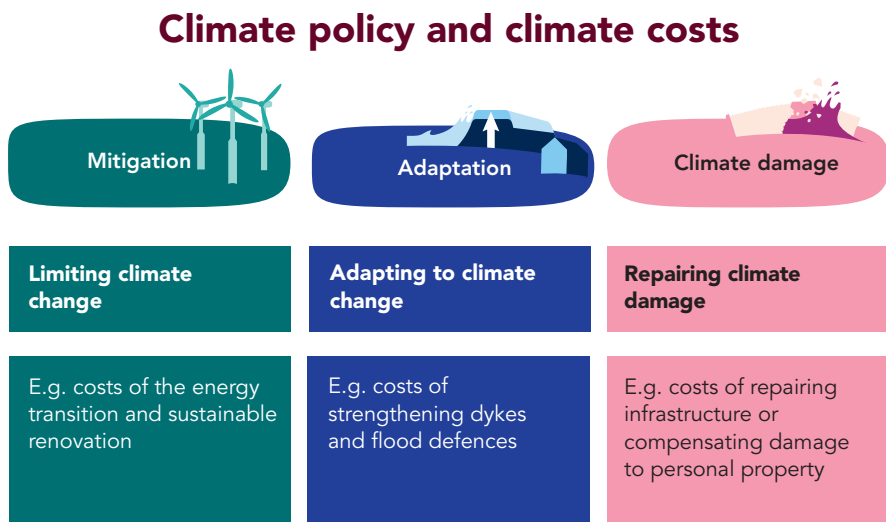 Climate policy and climate costs
Mitigation
Adaptation
Climate damage
Limiting climate
change
Adapting to climate
change
Repairing climate
damage
E.g. costs of the energy
transition and sustainable
renovation
E.g. costs of
strengthening dykes
and flood defences
E.g. costs of repairing
infrastructure or
compensating damage
to personal property